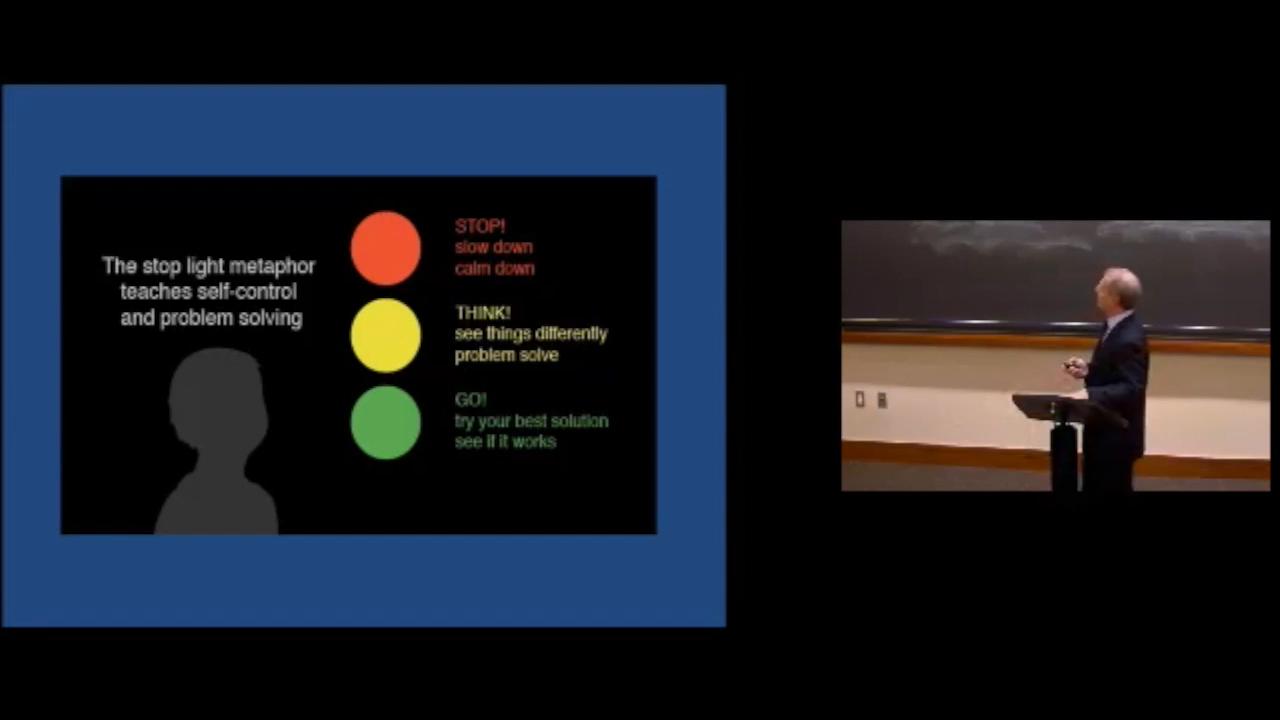 The stop light metaphor
teaches self-control
and problem solving
STOP!
slow down
calm down
THINK!
see things differently
problem solve
GO!
try your best solution
see if it works